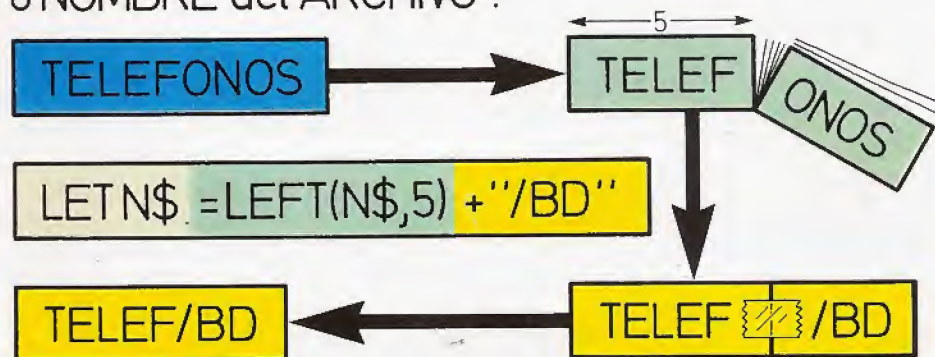 NOMBRE del ARCHIVO
5
TELEFONOS
TELEF
ONOS
LET N$ =LEFT(N$,5) +"/BD"
TELEF/BD
TELEF /BD